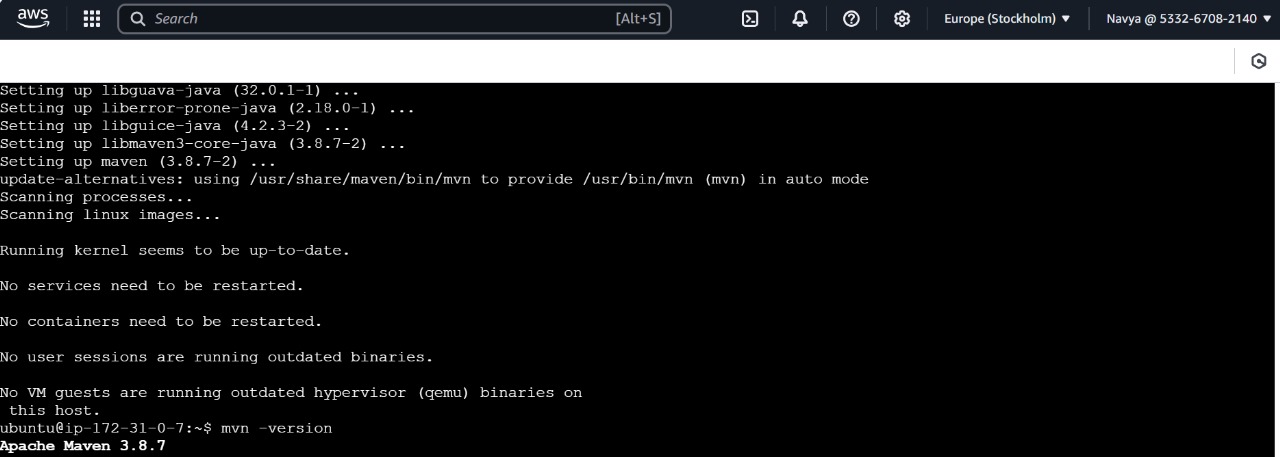 aws
Search [Alt+S] Europe (Stockholm) Navya @ 5332-6708-2140
Setting up libguava-java (32.0.1-1) ...
Setting up liberror-prone-java (2.18.0-1) ...
Setting up libguice-java (4.2.3-2) ...
Setting up libmaven3-core-java (3.8.7-2) ...
Setting up maven (3.8.7-2) ...
update-alternatives: using /usr/share/maven/bin/mvn to provide /usr/bin/mvn (mvn) in auto mode
Scanning processes...
Scanning linux images...
Running kernel seems to be up-to-date.
No services need to be restarted.
No containers need to be restarted.
No user sessions are running outdated binaries.
No VM guests are running outdated hypervisor (qemu) binaries on
this host.
ubuntu@ip-172-31-0-7:~$ mvn -version
Apache Maven 3.8.7